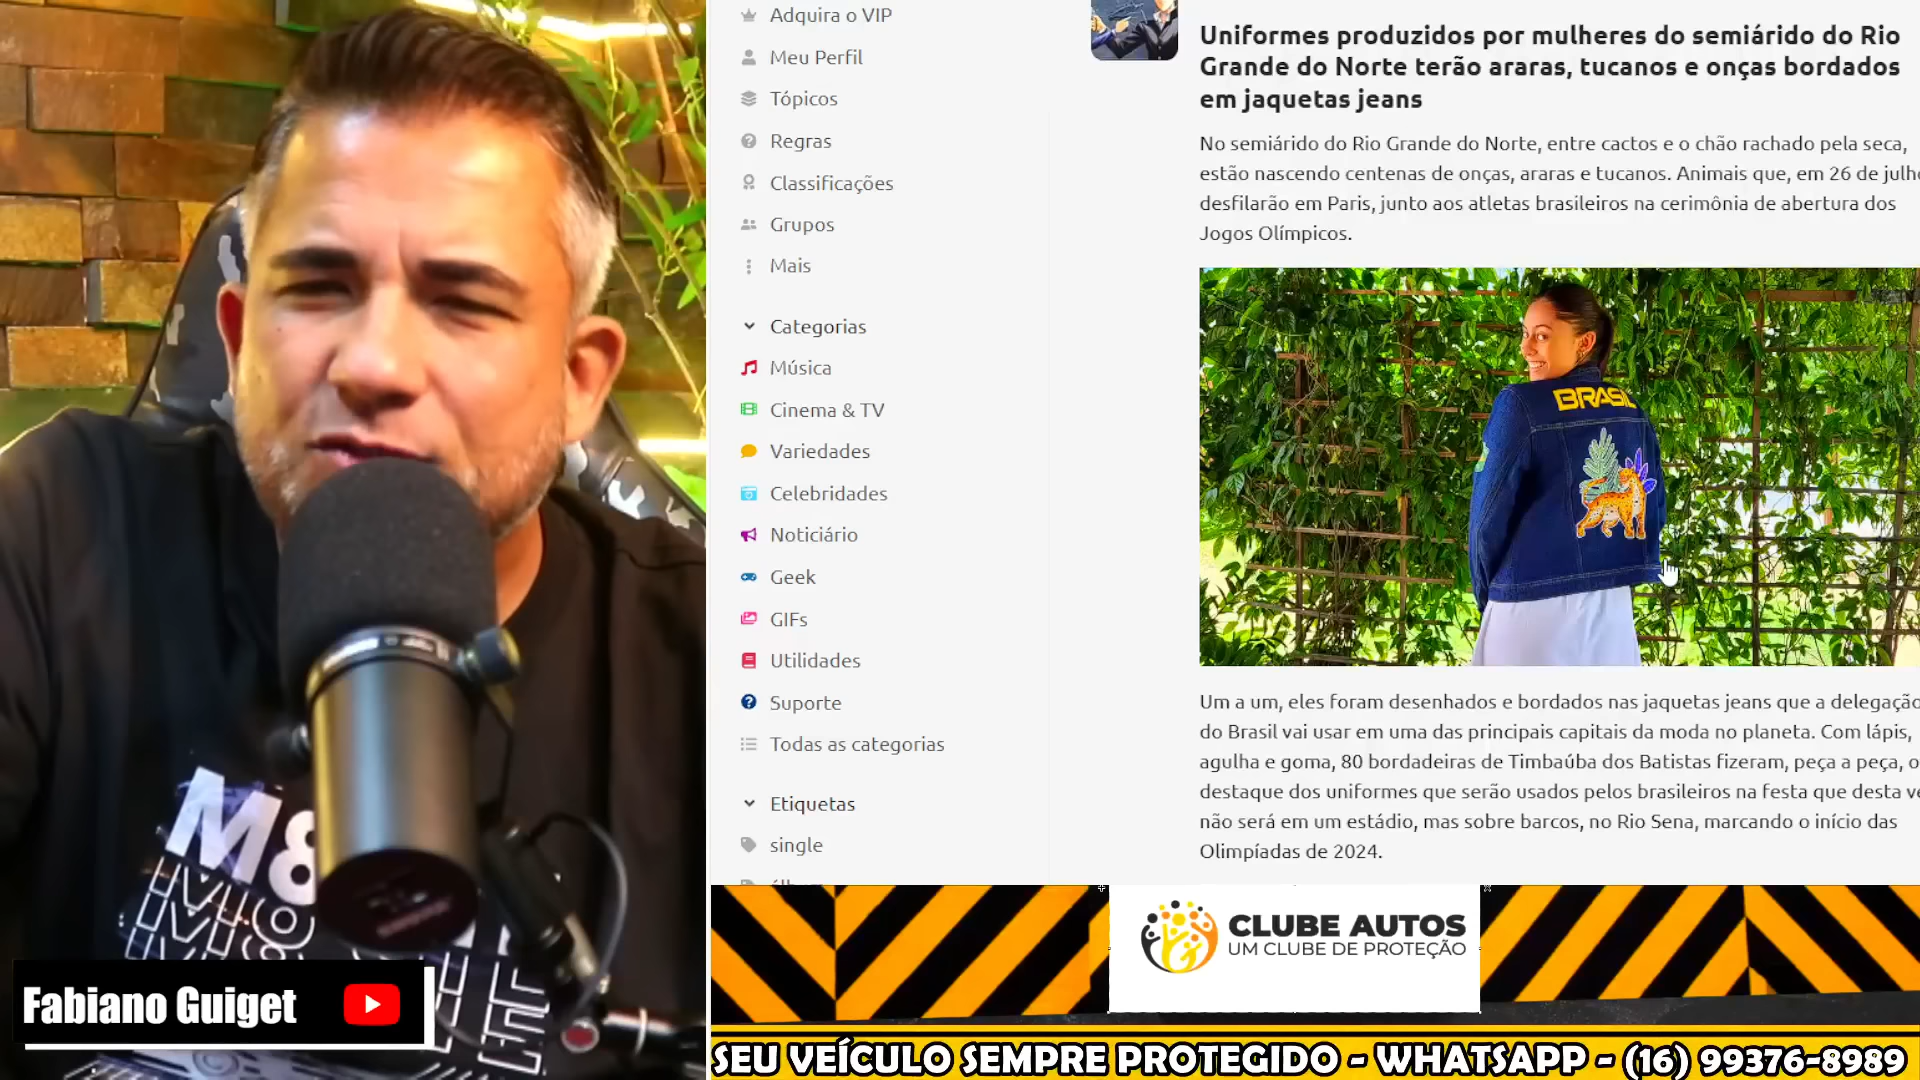 Adquira o VIP
Meu Perfil
Tópicos
Regras
Classificações
Grupos
Mais
Categorias
Música
Cinema & TV
Variedades
Celebridades
Noticiário
Geek
GIFs
Utilidades
Suporte
Todas as categorias
Etiquetas
single
Uniformes produzidos por mulheres do semiárido do Rio
Grande do Norte terão araras, tucanos e onças bordados
em jaquetas jeans
No semiárido do Rio Grande do Norte, entre cactos e o chão rachado pela seca,
estão nascendo centenas de onças, araras e tucanos. Animais que, em 26 de julho
desfilarão em Paris, junto aos atletas brasileiros na cerimônia de abertura dos
Jogos Olímpicos.
BRASIL
Um a um, eles foram desenhados e bordados nas jaquetas jeans que a delegação
do Brasil vai usar em uma das principais capitais da moda no planeta. Com lápis,
agulha e goma, 80 bordadeiras de Timbaúba dos Batistas fizeram, peça a peça, o
destaque dos uniformes que serão usados pelos brasileiros na festa que desta ve
não será em um estádio, mas sobre barcos, no Rio Sena, marcando o início das
Olimpíadas de 2024.
M8
Fabiano Guiget
CLUBE AUTOS
UM CLUBE DE PROTEÇÃO
SEU VEÍCULO SEMPRE PROTEGIDO - WHATSAPP - (16) 99376-8989